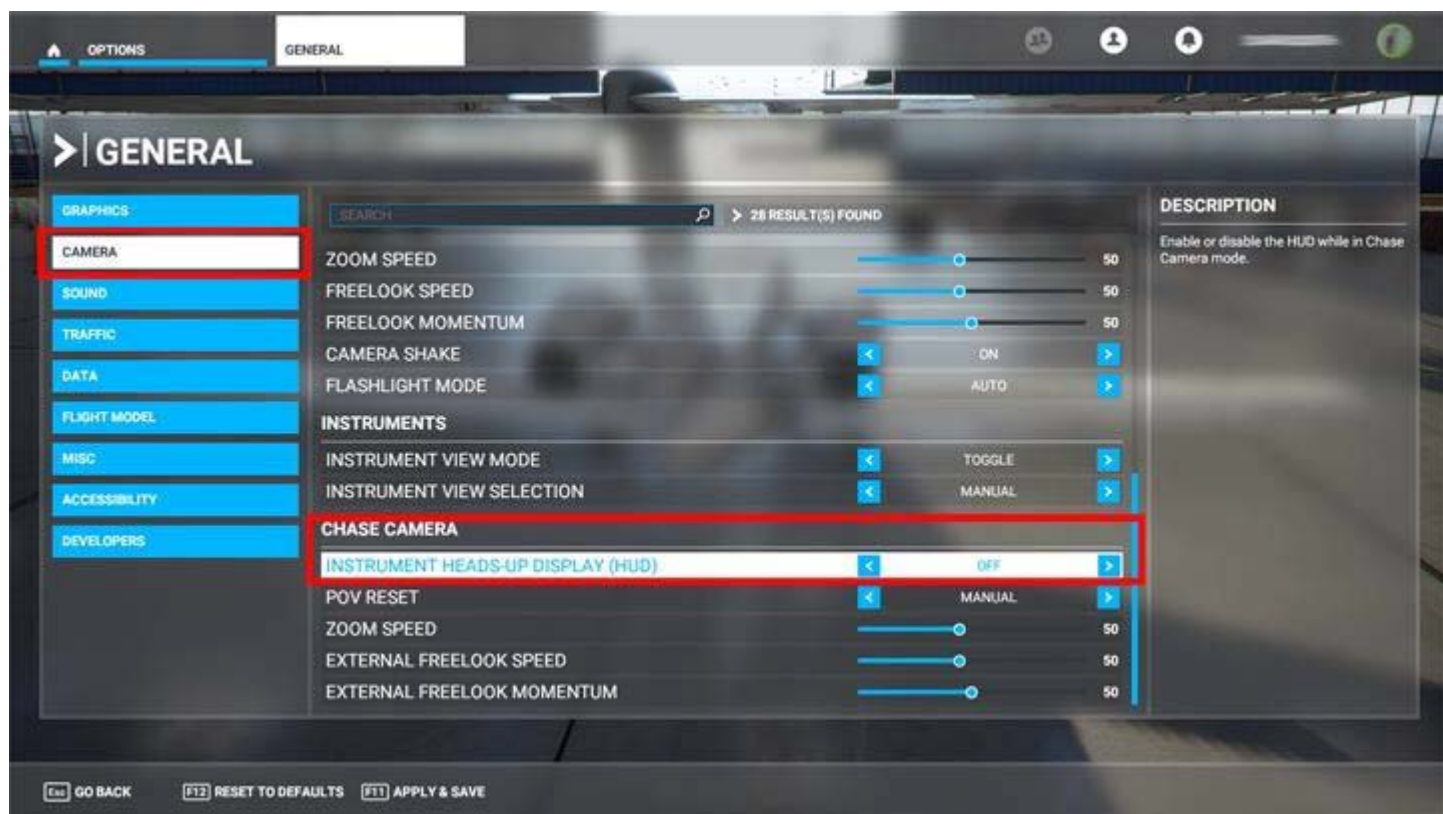 OPTIONS
GENERAL
GENERAL
GRAPHICS
CAMERA
SOUND
TRAFFIC
DATA
FLIGHT MODEL
MISC
ACCESSIBILITY
DEVELOPERS
SEARCH
28 RESULT(S) FOUND
ZOOM SPEED 50
FREELOOK SPEED 50
FREELOOK MOMENTUM 50
CAMERA SHAKE < ON >
FLASHLIGHT MODE < AUTO >
INSTRUMENTS
INSTRUMENT VIEW MODE < TOGGLE >
INSTRUMENT VIEW SELECTION < MANUAL >
CHASE CAMERA
INSTRUMENT HEADS-UP DISPLAY (HUD) < OFF >
POV RESET < MANUAL >
ZOOM SPEED 50
EXTERNAL FREELOOK SPEED 50
EXTERNAL FREELOOK MOMENTUM 50
DESCRIPTION
Enable or disable the HUD while in Chase
Camera mode.
Esc GO BACK F12 RESET TO DEFAULTS F11 APPLY & SAVE